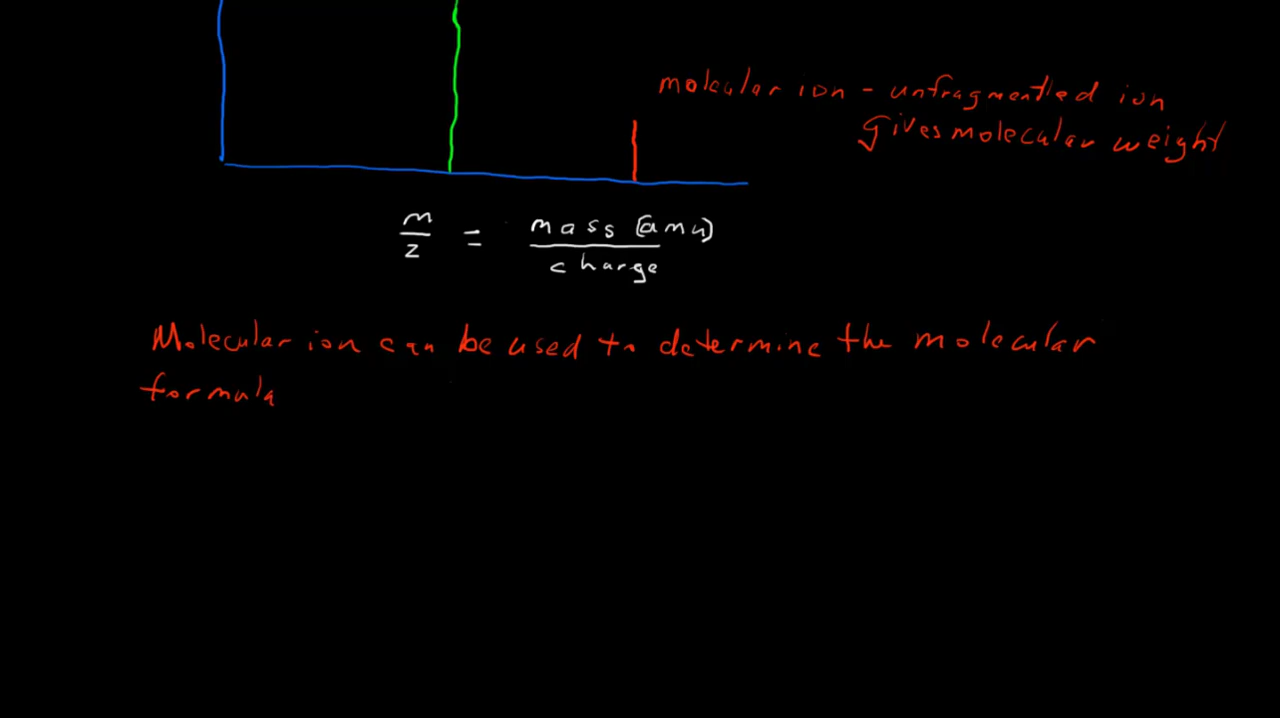 molecular ion - unfragmentled ion
gives molecular weight
m/z = mass (amu)/charge
Molecular ion can be used to determine the molecular
formula